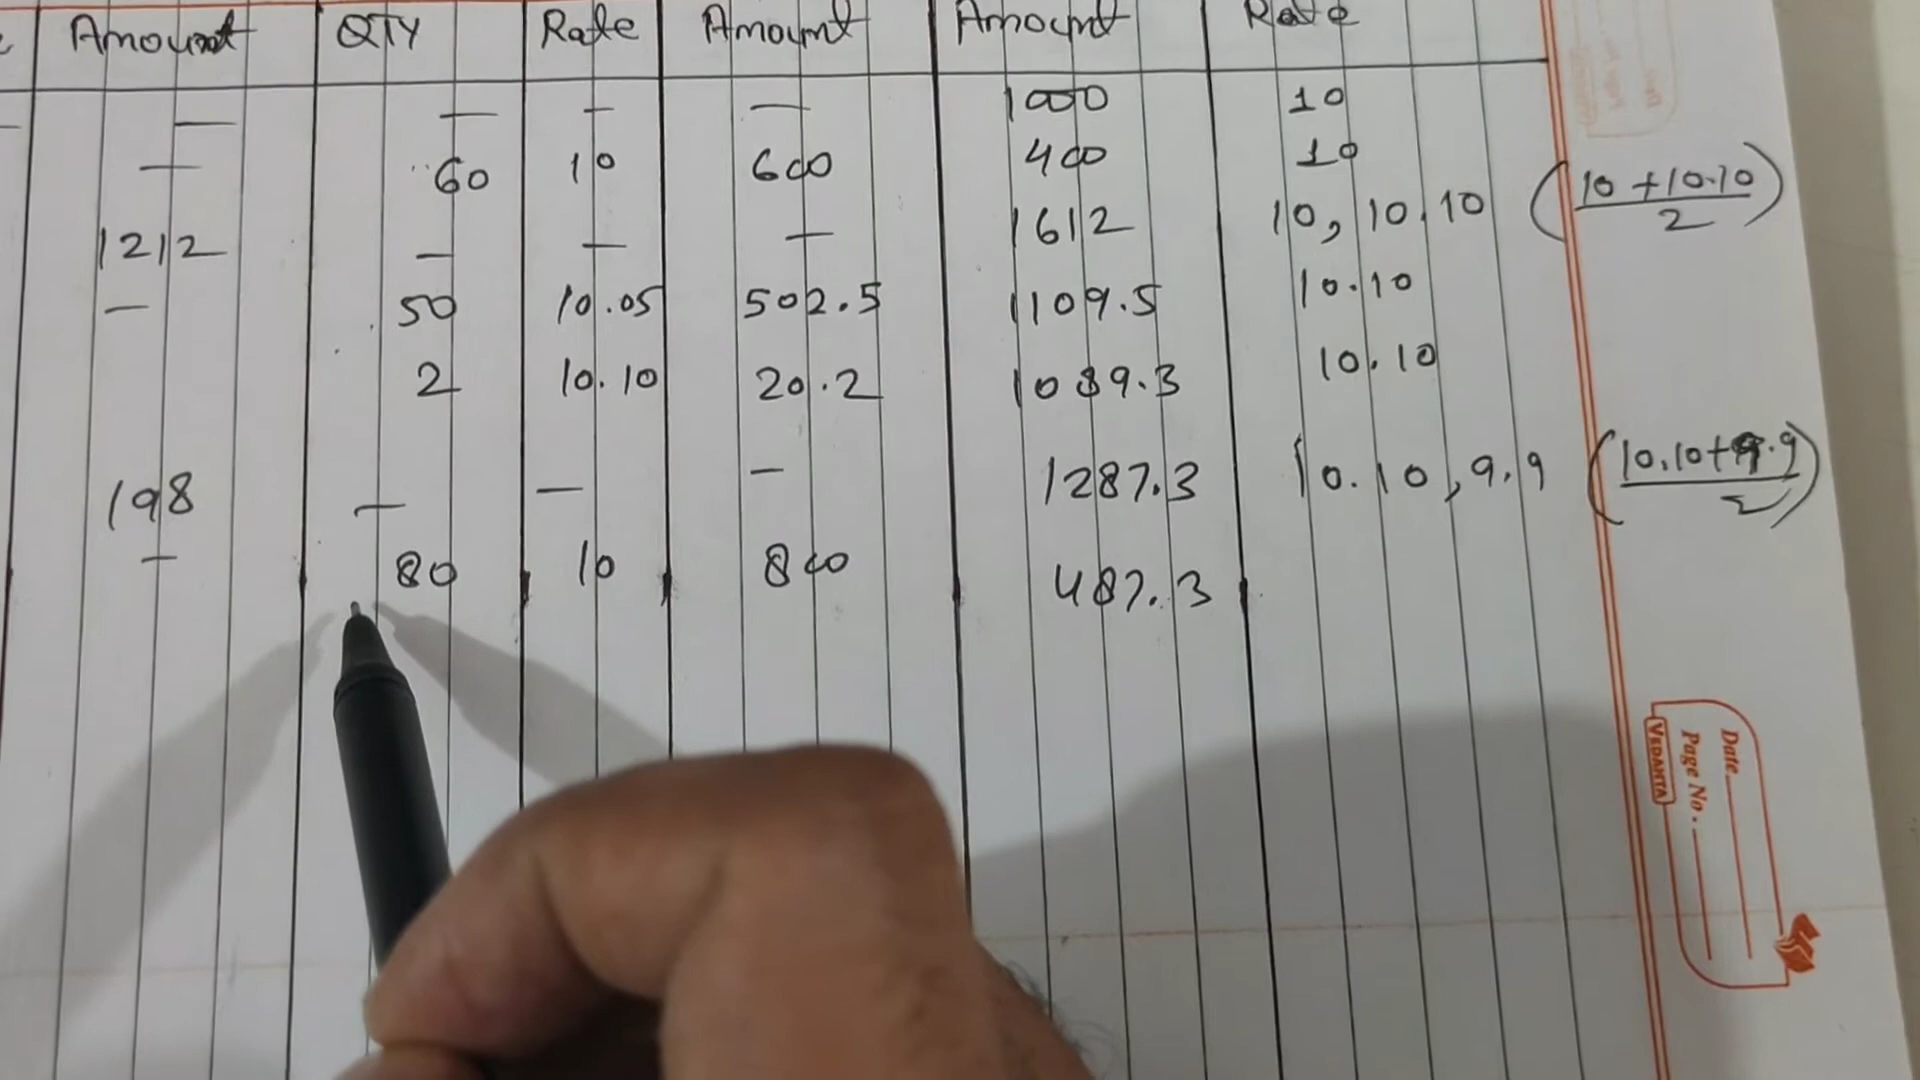 Amount QTY Rate Amount Amount Rate
— — — — 1000 10
— 60 10 600 400 10
1212 — — — 1612 10, 10.10 (10 + 10.10 / 2)
— 50 10.05 502.5 1109.5 10.10
2 10.10 20.2 1089.3 10.10
198 — — — 1287.3 10.10, 9.9 (10.10+9.9 / 2)
— 80 10 800 487.3
Date
Page No.
VEDANTA